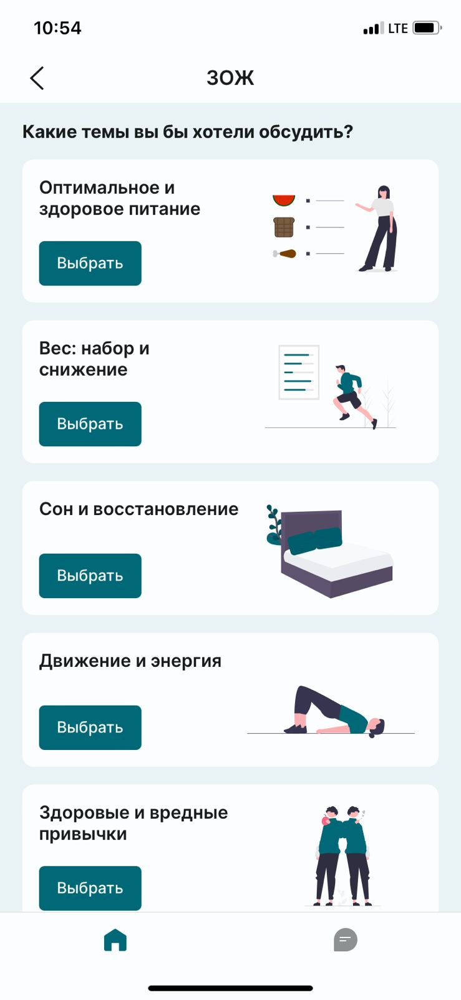 10:54
LTE
ЗОЖ
Какие темы вы бы хотели обсудить?
Оптимальное и
здоровое питание
Выбрать
Вес: набор и
снижение
Выбрать
Сон и восстановление
Выбрать
Движение и энергия
Выбрать
Здоровые и вредные
привычки
Выбрать